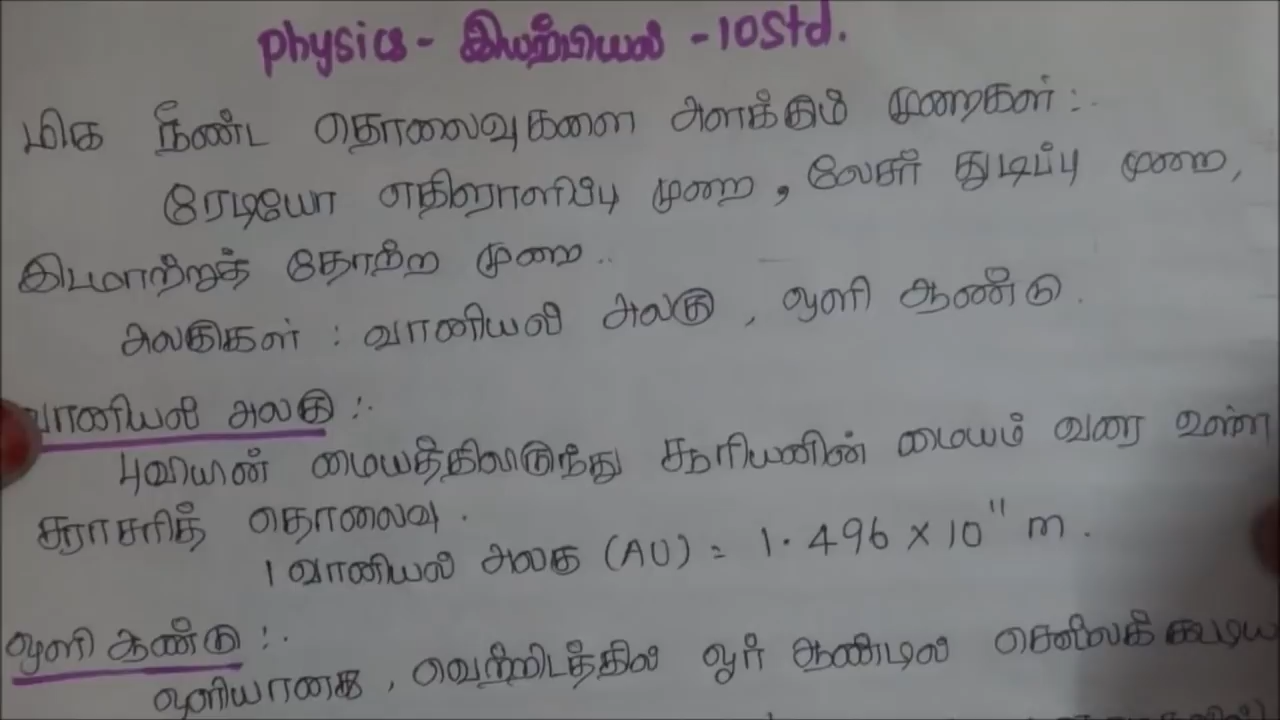 Physics - இயற்பியல் - 10Std.
மிக நீண்ட தொலைவுகளை அளக்கும் முறைகள் :-
ரேடியோ எதிரொளிப்பு முறை, லேசர் துடிப்பு முறை,
இடமாற்றுத் தோற்ற முறை..
அலகுகள் : வானியல் அலகு, ஒளி ஆண்டு.
வானியல் அலகு :-
புவியின் மையத்திலிருந்து சூரியனின் மையம் வரை உள்ள
சராசரித் தொலைவு.
1 வானியல் அலகு (AU) = 1.496 × 10¹¹ m.
ஒளி ஆண்டு :-
ஒளியானது, வெற்றிடத்தில் ஓர் ஆண்டில் செல்லக்கூடிய